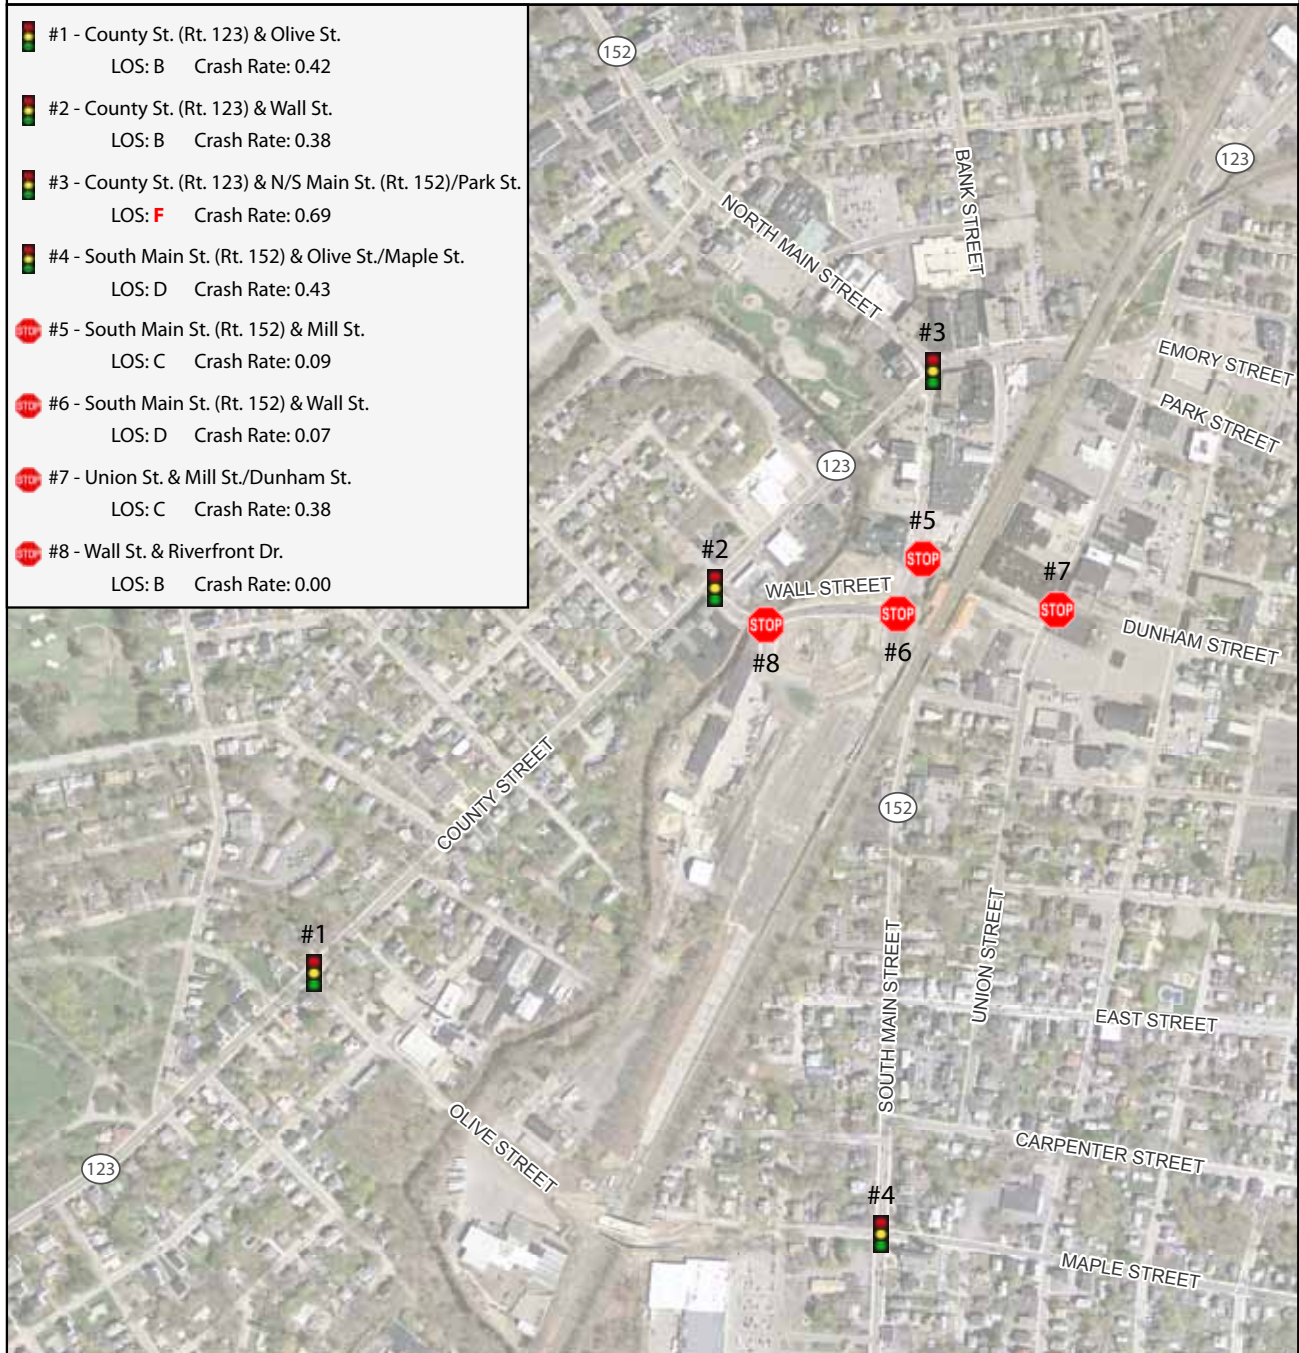 #1 - County St. (Rt. 123) & Olive St.
LOS: B Crash Rate: 0.42
#2 - County St. (Rt. 123) & Wall St.
LOS: B Crash Rate: 0.38
#3 - County St. (Rt. 123) & N/S Main St. (Rt. 152)/Park St.
LOS: F Crash Rate: 0.69
#4 - South Main St. (Rt. 152) & Olive St./Maple St.
LOS: D Crash Rate: 0.43
STOP #5 - South Main St. (Rt. 152) & Mill St.
LOS: C Crash Rate: 0.09
STOP #6 - South Main St. (Rt. 152) & Wall St.
LOS: D Crash Rate: 0.07
STOP #7 - Union St. & Mill St./Dunham St.
LOS: C Crash Rate: 0.38
STOP #8 - Wall St. & Riverfront Dr.
LOS: B Crash Rate: 0.00
152
123
BANK STREET
NORTH MAIN STREET
#3
EMORY STREET
PARK STREET
123
#5
STOP
#2
WALL STREET
#7
STOP
STOP
#6
STOP
#8
DUNHAM STREET
COUNTY STREET
152
#1
SOUTH MAIN STREET
UNION STREET
EAST STREET
OLIVE STREET
CARPENTER STREET
123
#4
MAPLE STREET